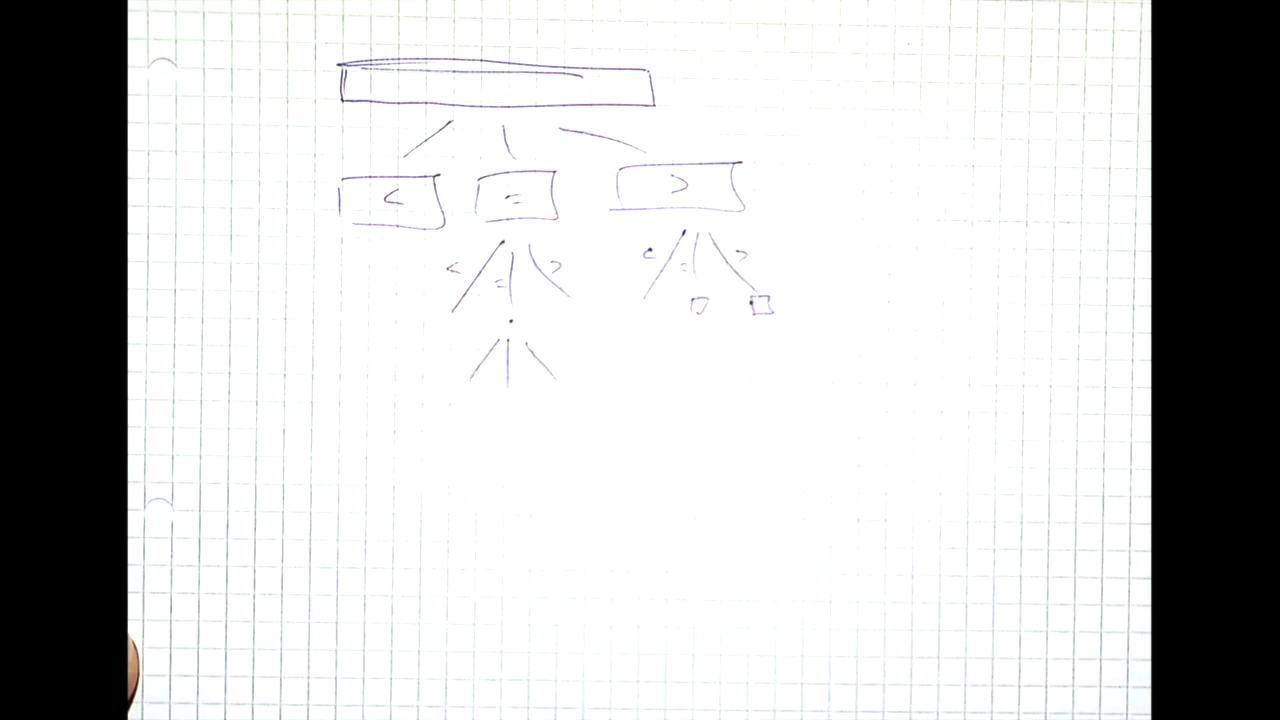 < = >
< = > < = >